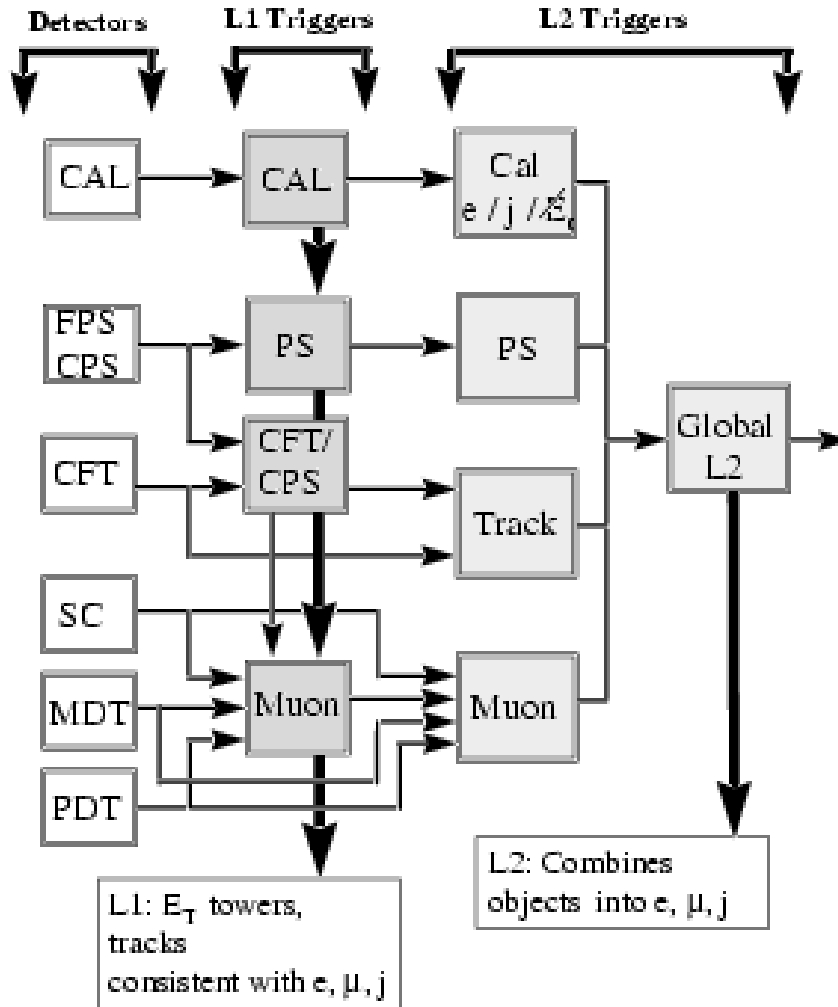 Detectors
L1 Triggers
L2 Triggers
CAL
CAL
Cal
e / j / E̸t
FPS
CPS
PS
PS
CFT
CFT/
CPS
Track
Global
L2
SC
MDT
PDT
Muon
Muon
L1: ET towers,
tracks
consistent with e, μ, j
L2: Combines
objects into e, μ, j